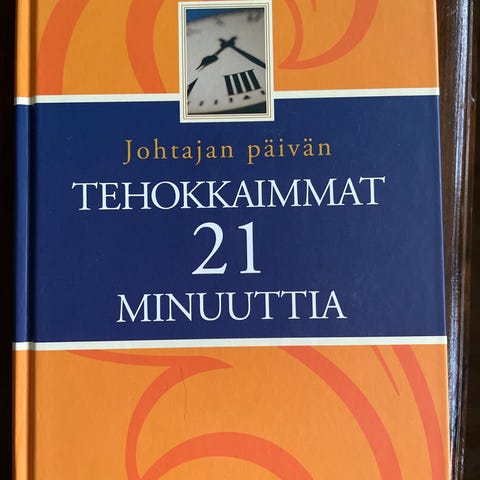 Johtajan päivän
TEHOKKAIMMAT
21
MINUUTTIA